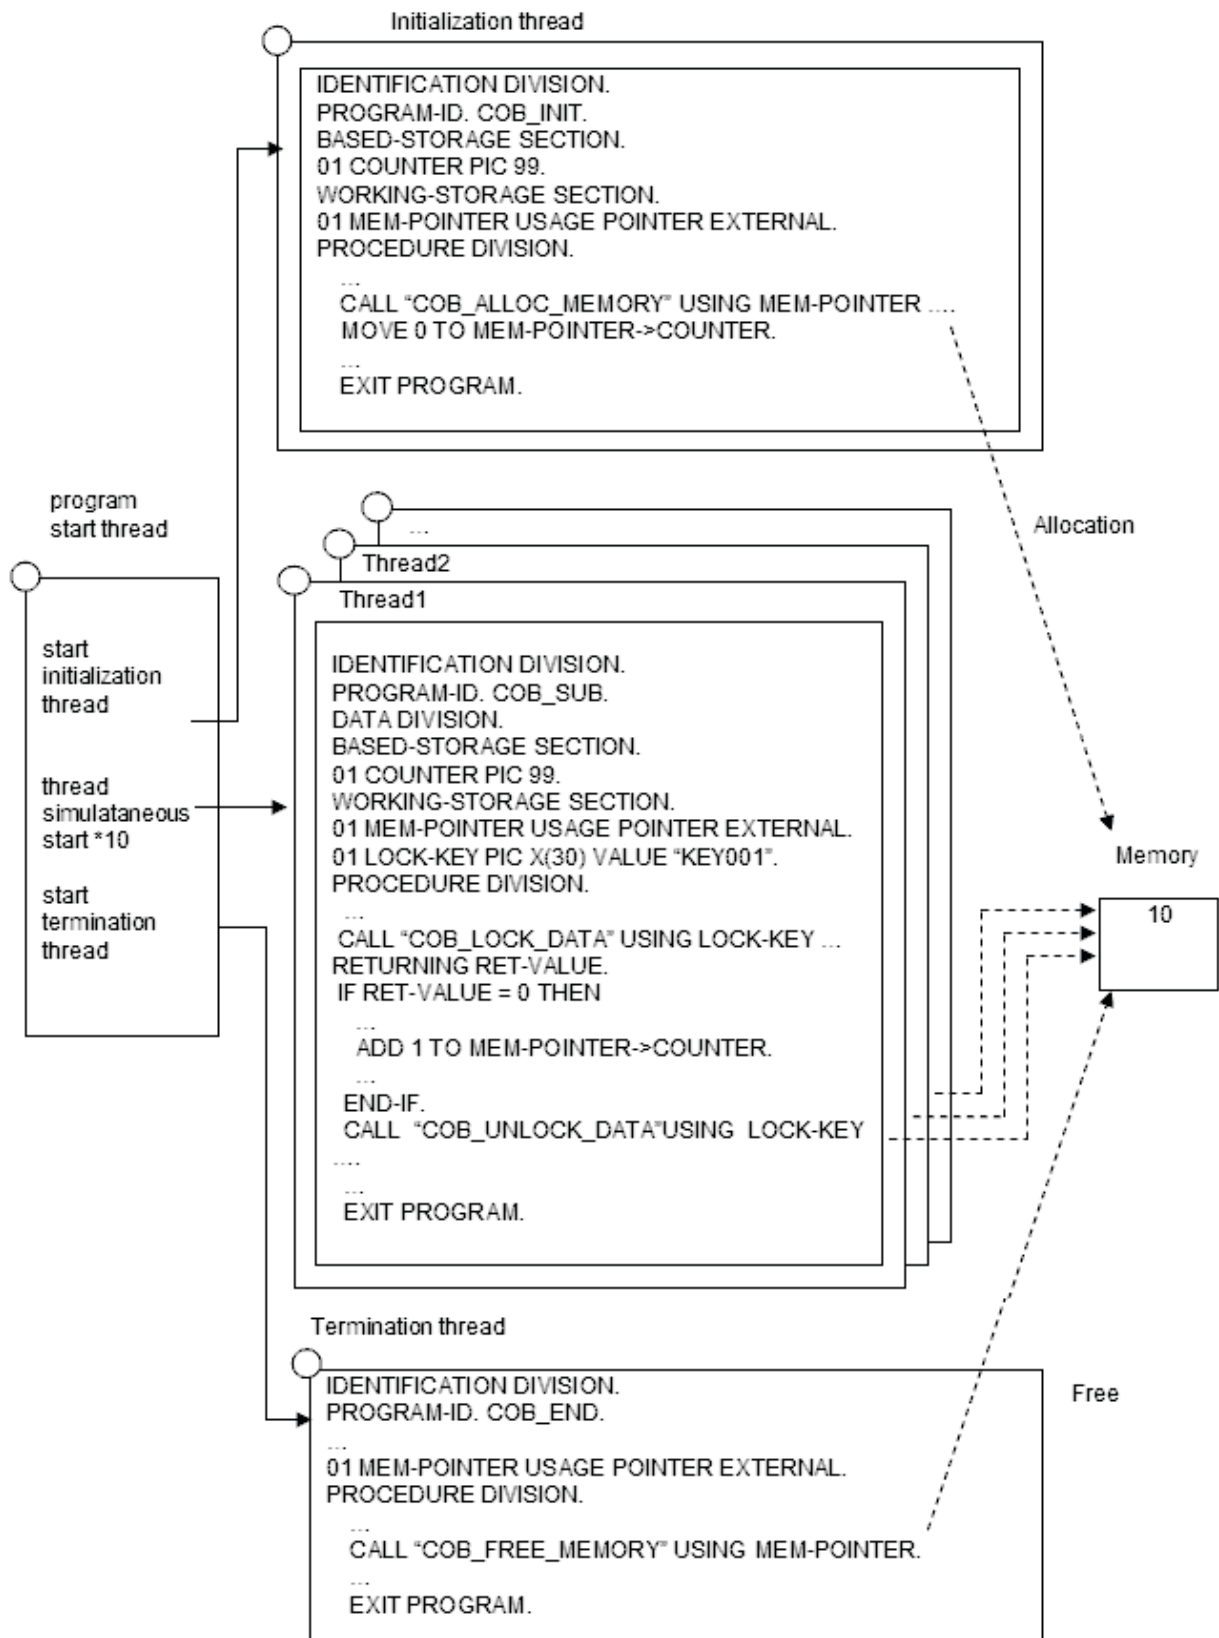 Initialization thread
IDENTIFICATION DIVISION.
PROGRAM-ID. COB_INIT.
BASED-STORAGE SECTION.
01 COUNTER PIC 99.
WORKING-STORAGE SECTION.
01 MEM-POINTER USAGE POINTER EXTERNAL.
PROCEDURE DIVISION.
...
CALL “COB_ALLOC_MEMORY” USING MEM-POINTER ....
MOVE 0 TO MEM-POINTER->COUNTER.
...
EXIT PROGRAM.
program
start thread
start
initialization
thread
thread
simulataneous
start *10
start
termination
thread
...
Thread2
Thread1
IDENTIFICATION DIVISION.
PROGRAM-ID. COB_SUB.
DATA DIVISION.
BASED-STORAGE SECTION.
01 COUNTER PIC 99.
WORKING-STORAGE SECTION.
01 MEM-POINTER USAGE POINTER EXTERNAL.
01 LOCK-KEY PIC X(30) VALUE “KEY001”.
PROCEDURE DIVISION.
...
CALL “COB_LOCK_DATA” USING LOCK-KEY ...
RETURNING RET-VALUE.
IF RET-VALUE = 0 THEN
...
ADD 1 TO MEM-POINTER->COUNTER.
...
END-IF.
CALL “COB_UNLOCK_DATA”USING LOCK-KEY
....
...
EXIT PROGRAM.
Allocation
Memory
10
Termination thread
IDENTIFICATION DIVISION.
PROGRAM-ID. COB_END.
...
01 MEM-POINTER USAGE POINTER EXTERNAL.
PROCEDURE DIVISION.
...
CALL “COB_FREE_MEMORY” USING MEM-POINTER.
...
EXIT PROGRAM.
Free